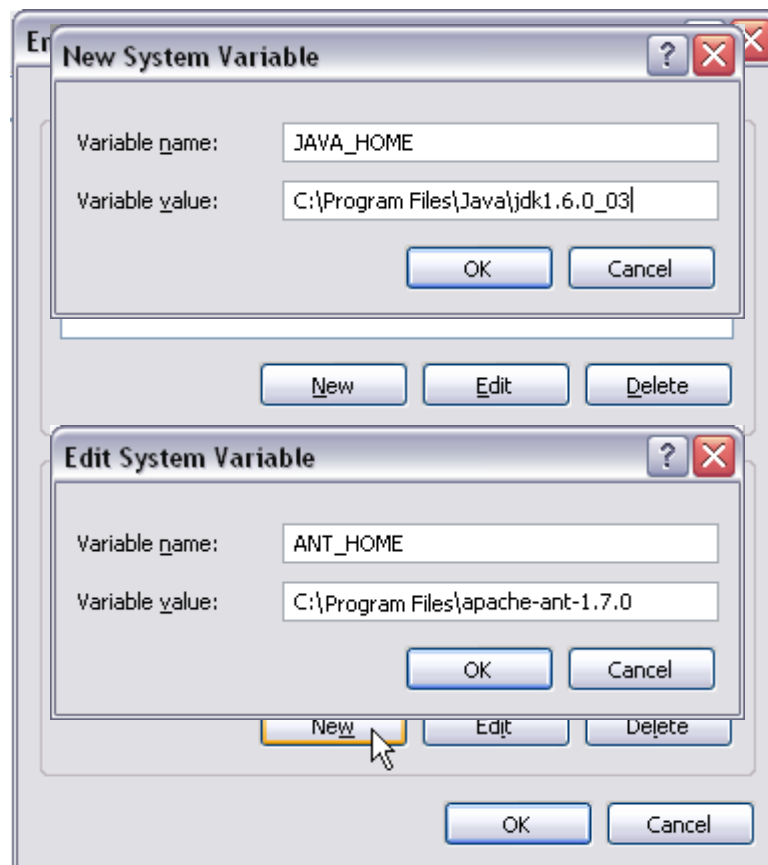 En
New System Variable
Variable name:
JAVA_HOME
Variable value:
C:\Program Files\Java\jdk1.6.0_03
OK
Cancel
New
Edit
Delete
Edit System Variable
Variable name:
ANT_HOME
Variable value:
C:\Program Files\apache-ant-1.7.0
OK
Cancel
New
Edit
Delete
OK
Cancel